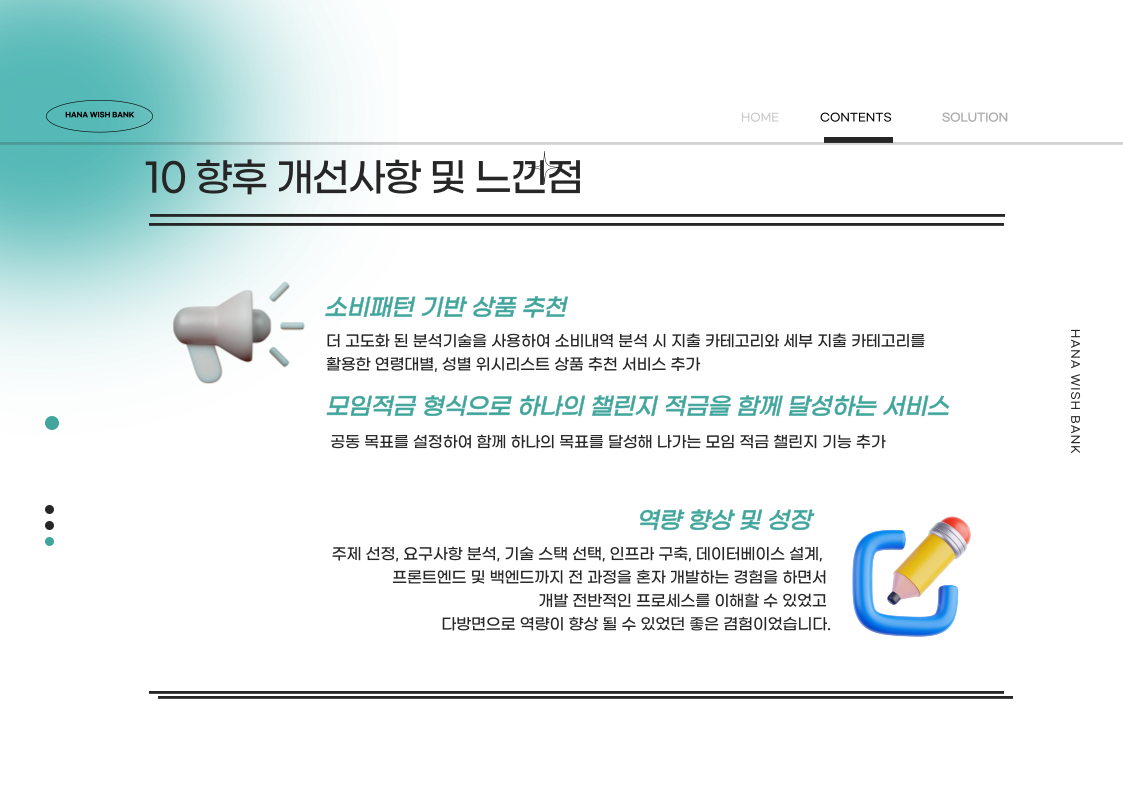 HANA WISH BANK
HOME
CONTENTS
SOLUTION
10 향후 개선사항 및 느낀점
소비패턴 기반 상품 추천
더 고도화 된 분석기술을 사용하여 소비내역 분석 시 지출 카테고리와 세부 지출 카테고리를
활용한 연령대별, 성별 위시리스트 상품 추천 서비스 추가
모임적금 형식으로 하나의 챌린지 적금을 함께 달성하는 서비스
공동 목표를 설정하여 함께 하나의 목표를 달성해 나가는 모임 적금 챌린지 기능 추가
HANA WISH BANK
역량 향상 및 성장
주제 선정, 요구사항 분석, 기술 스택 선택, 인프라 구축, 데이터베이스 설계,
프론트엔드 및 백엔드까지 전 과정을 혼자 개발하는 경험을 하면서
개발 전반적인 프로세스를 이해할 수 있었고
다방면으로 역량이 향상 될 수 있었던 좋은 겸험이었습니다.